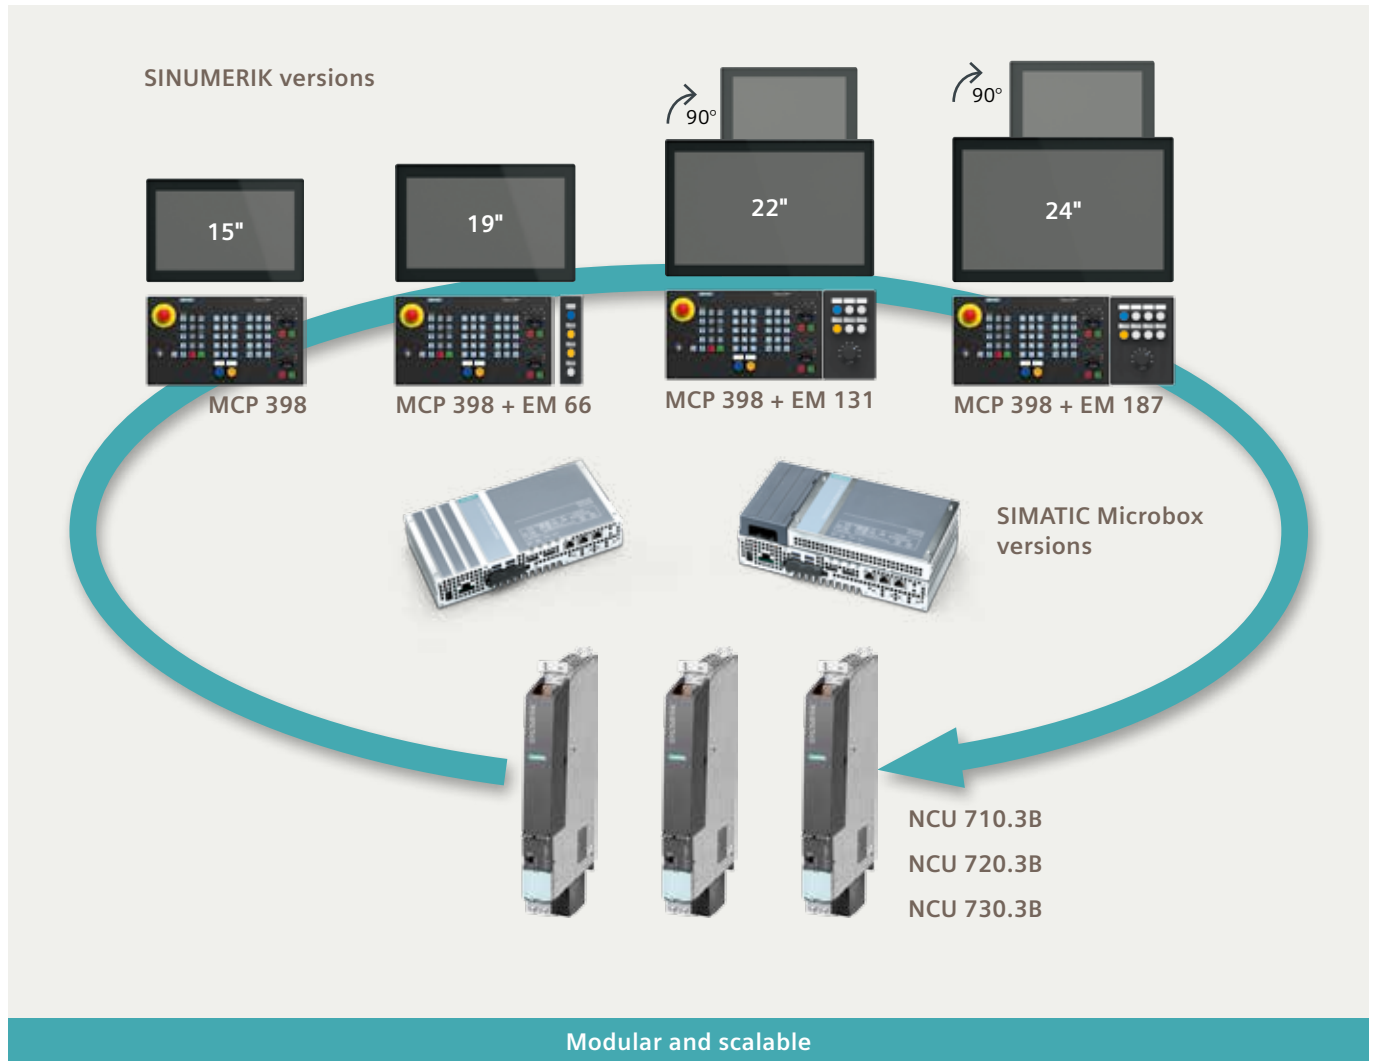 SINUMERIK versions
90°
90°
15"
19"
22"
24"
MCP 398
MCP 398 + EM 66
MCP 398 + EM 131
MCP 398 + EM 187
SIMATIC Microbox
versions
NCU 710.3B
NCU 720.3B
NCU 730.3B
Modular and scalable